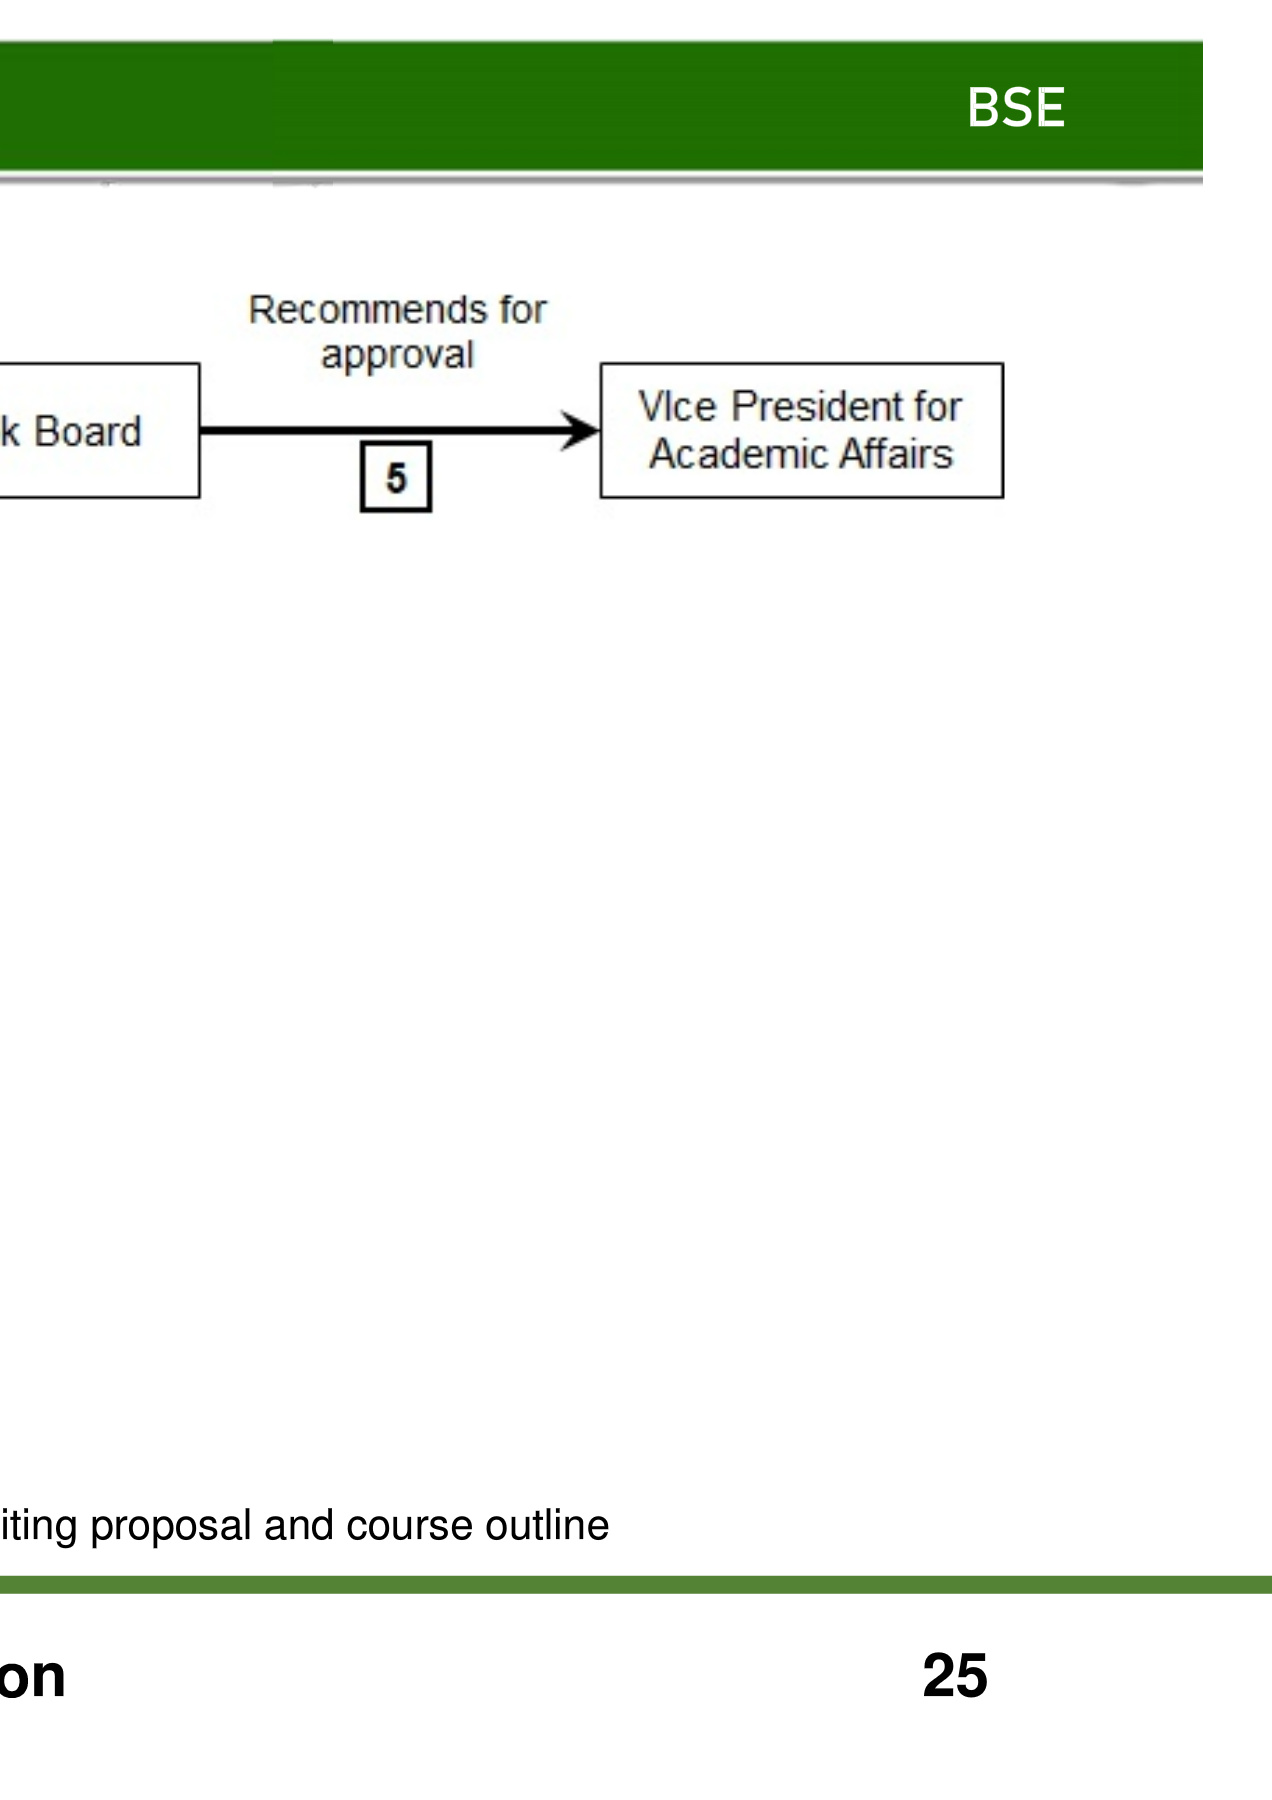 BSE
Recommends for
approval
k Board
VIce President for
Academic Affairs
5
iting proposal and course outline
on
25